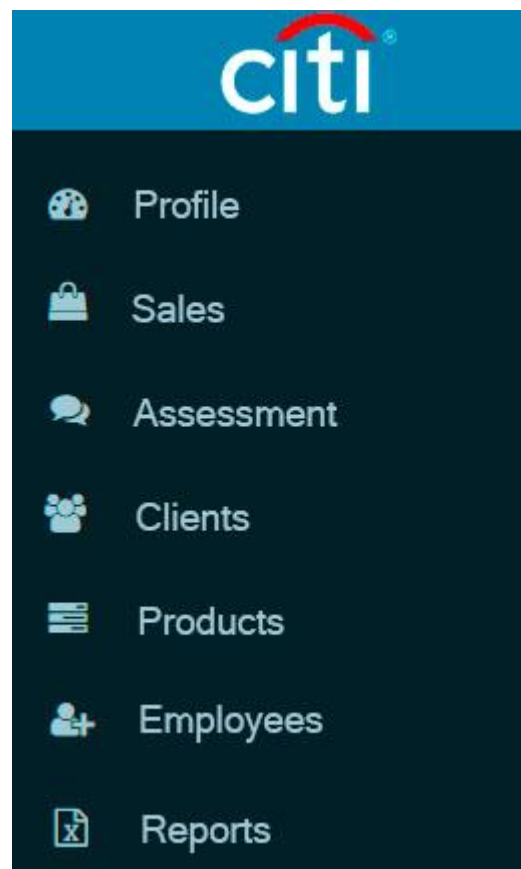 citi®
Profile
Sales
Assessment
Clients
Products
Employees
Reports